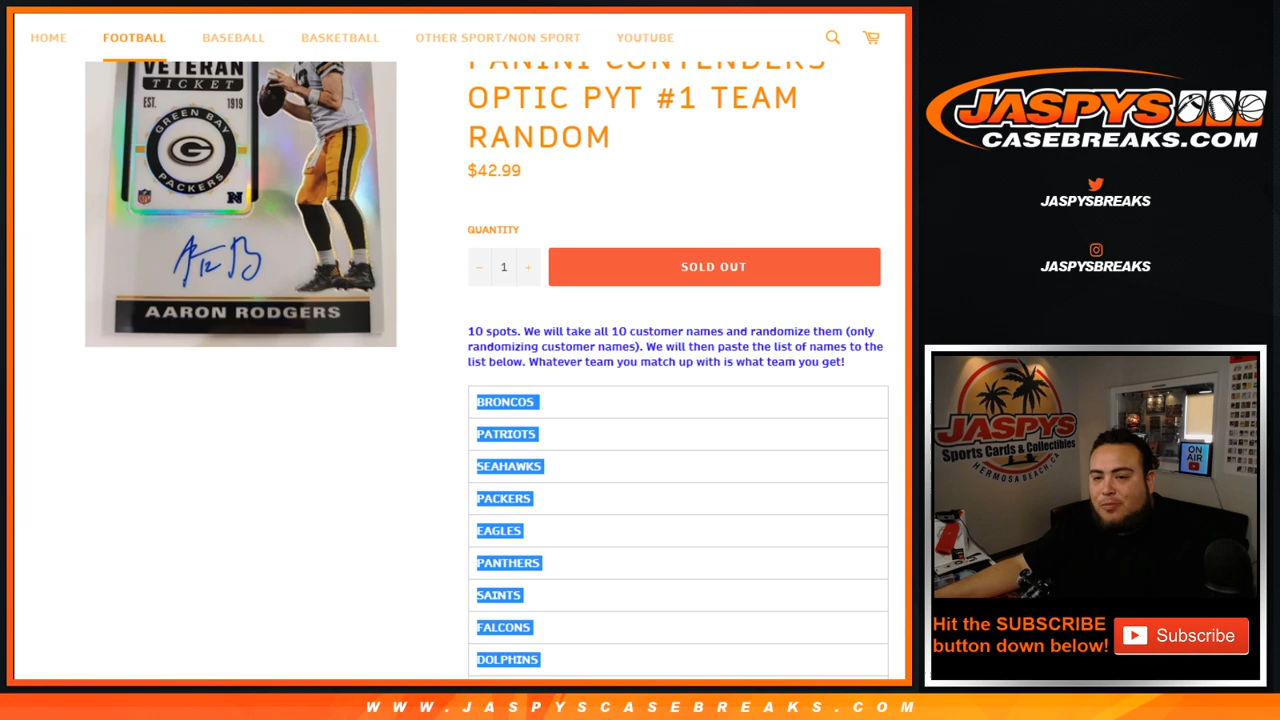 HOME FOOTBALL BASEBALL BASKETBALL OTHER SPORT/NON SPORT YOUTUBE
VETERAN
TICKET
EST. 1919
GREEN BAY
G
PACKERS
NFL N
AARON RODGERS
PANINI CONTENDERS
OPTIC PYT #1 TEAM
RANDOM
$42.99
QUANTITY
− 1 + SOLD OUT
10 spots. We will take all 10 customer names and randomize them (only
randomizing customer names). We will then paste the list of names to the
list below. Whatever team you match up with is what team you get!
BRONCOS
PATRIOTS
SEAHAWKS
PACKERS
EAGLES
PANTHERS
SAINTS
FALCONS
DOLPHINS
JASPYS
CASEBREAKS.COM
JASPYSBREAKS
JASPYSBREAKS
JASPYS
Sports Cards & Collectibles
HERMOSA BEACH, CA
ON
AIR
Hit the SUBSCRIBE
button down below!
Subscribe
WWW.JASPYSCASEBREAKS.COM